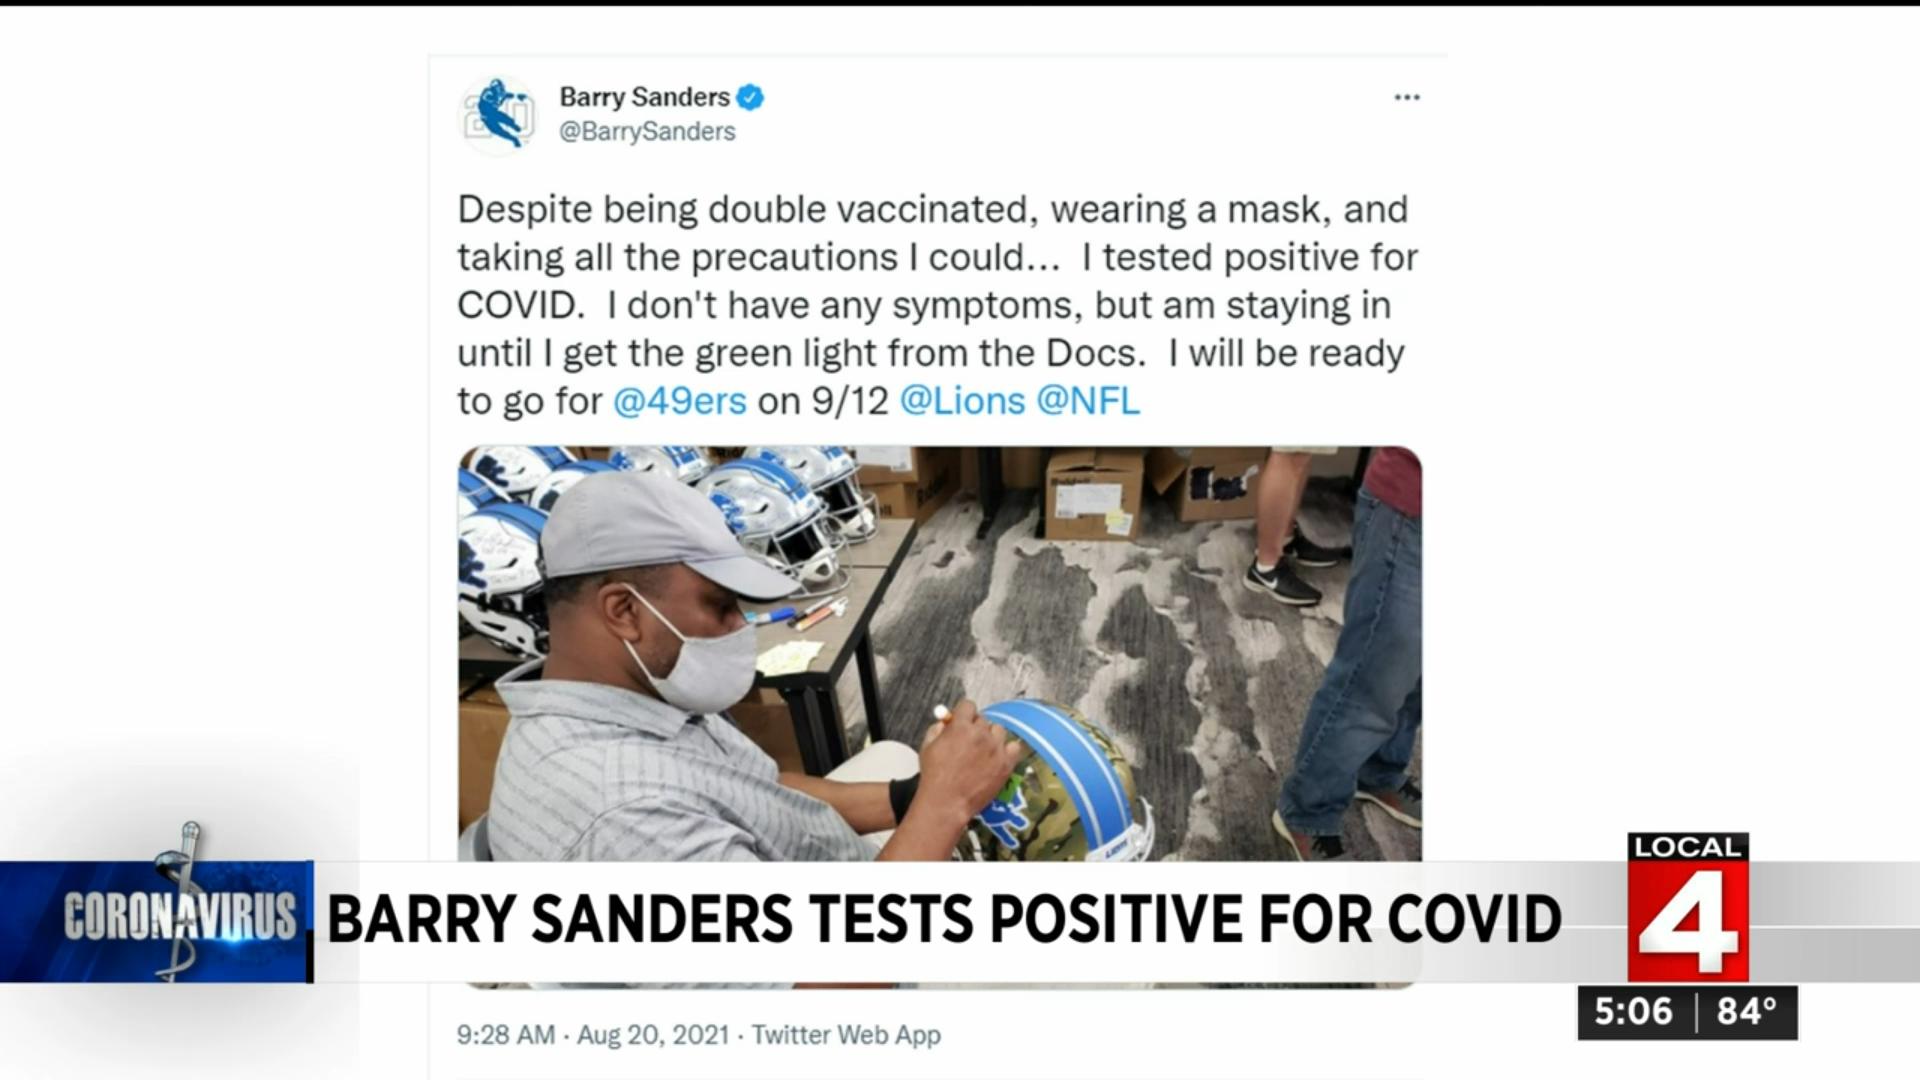 Barry Sanders
@BarrySanders
Despite being double vaccinated, wearing a mask, and
taking all the precautions I could...  I tested positive for
COVID.  I don't have any symptoms, but am staying in
until I get the green light from the Docs.  I will be ready
to go for @49ers on 9/12 @Lions @NFL
LOCAL
4
CORONAVIRUS
BARRY SANDERS TESTS POSITIVE FOR COVID
5:06 | 84°
9:28 AM · Aug 20, 2021 · Twitter Web App